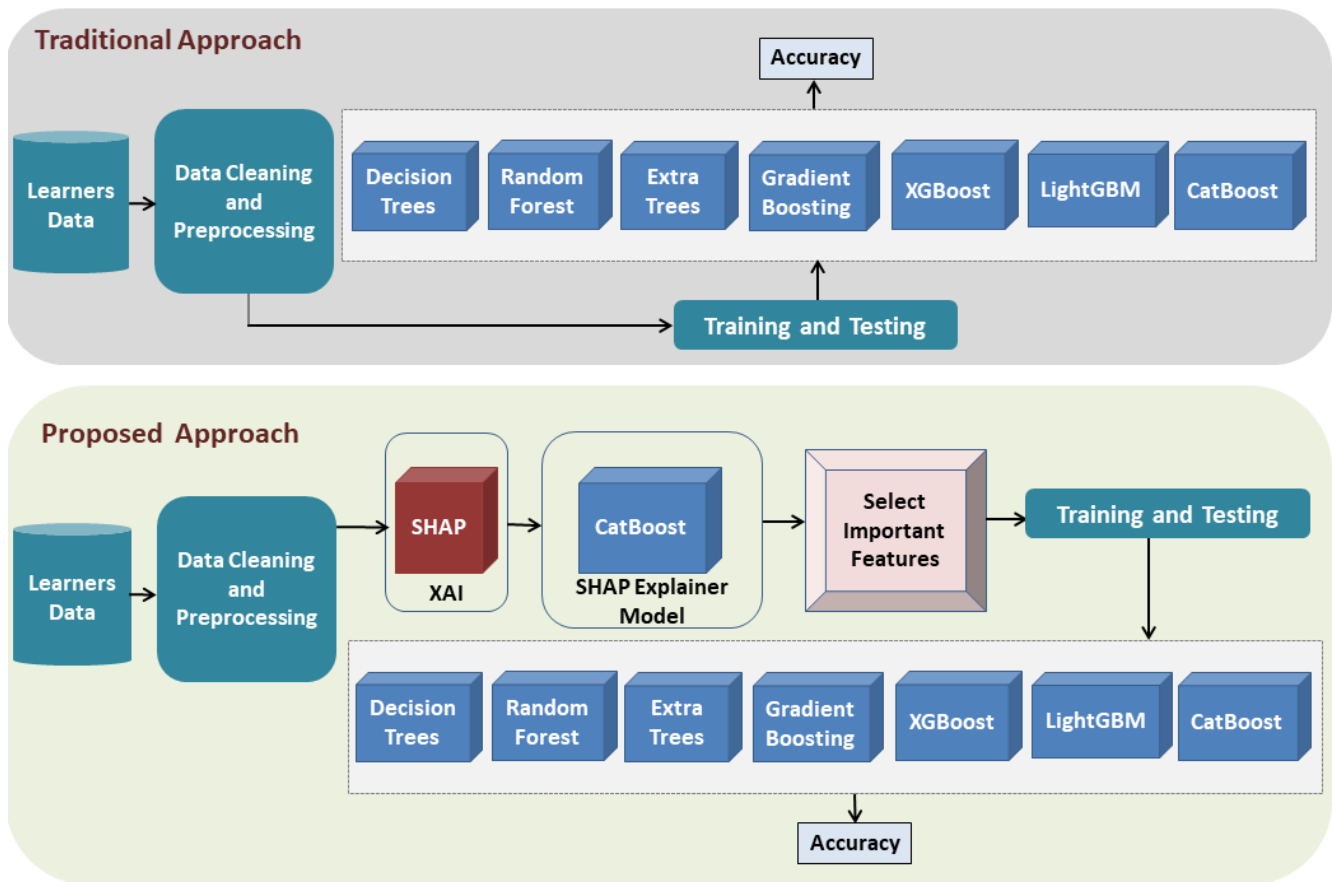 Traditional Approach
Accuracy
Learners
Data
Data Cleaning
and
Preprocessing
Decision
Trees
Random
Forest
Extra
Trees
Gradient
Boosting
XGBoost
LightGBM
CatBoost
Training and Testing
Proposed Approach
Learners
Data
Data Cleaning
and
Preprocessing
SHAP
XAI
CatBoost
SHAP Explainer
Model
Select
Important
Features
Training and Testing
Decision
Trees
Random
Forest
Extra
Trees
Gradient
Boosting
XGBoost
LightGBM
CatBoost
Accuracy